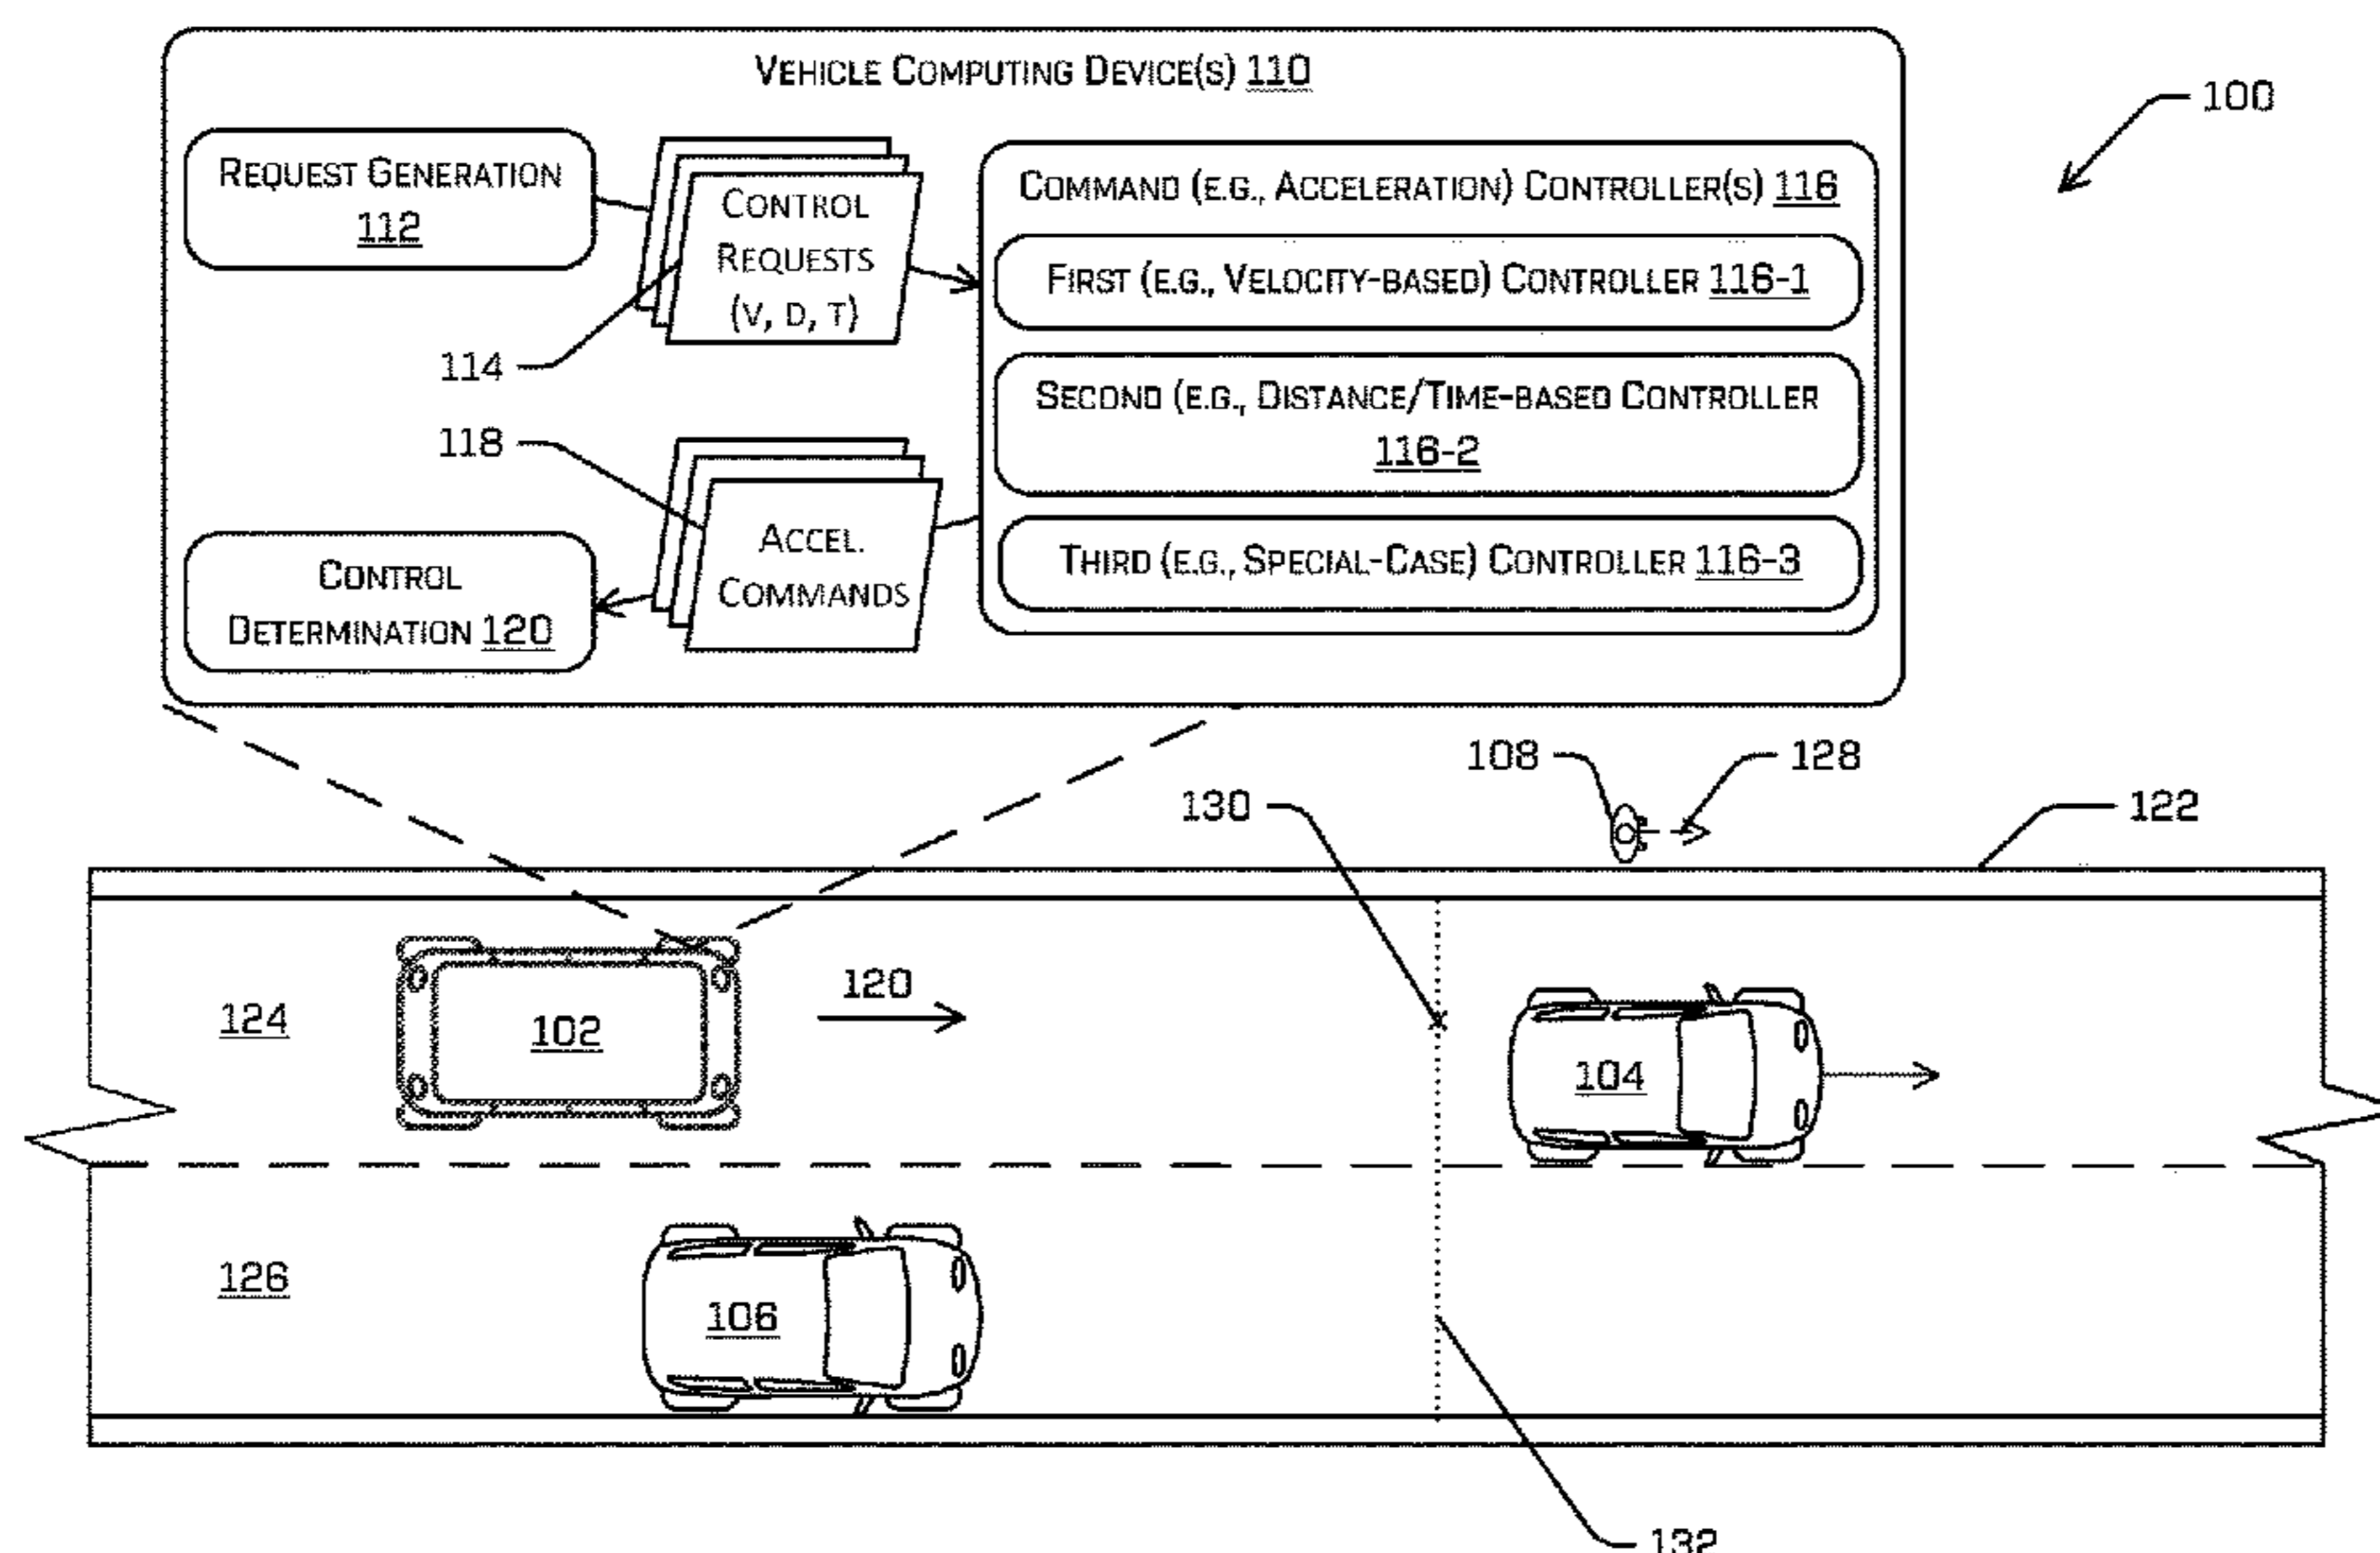 VEHICLE COMPUTING DEVICE(S) 110
100
REQUEST GENERATION
112
CONTROL
REQUESTS
(V, D, T)
114
COMMAND (E.G., ACCELERATION) CONTROLLER(S) 116
FIRST (E.G., VELOCITY-BASED) CONTROLLER 116-1
SECOND (E.G., DISTANCE/TIME-BASED CONTROLLER
116-2
THIRD (E.G., SPECIAL-CASE) CONTROLLER 116-3
118
ACCEL.
COMMANDS
CONTROL
DETERMINATION 120
108
128
130
122
124
102
120
104
126
106
132